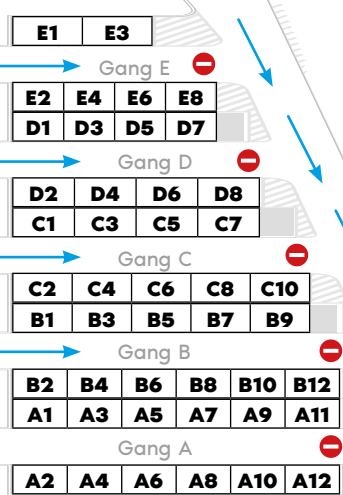 E1 E3
Gang E
E2 E4 E6 E8
D1 D3 D5 D7
Gang D
D2 D4 D6 D8
C1 C3 C5 C7
Gang C
C2 C4 C6 C8 C10
B1 B3 B5 B7 B9
Gang B
B2 B4 B6 B8 B10 B12
A1 A3 A5 A7 A9 A11
Gang A
A2 A4 A6 A8 A10 A12